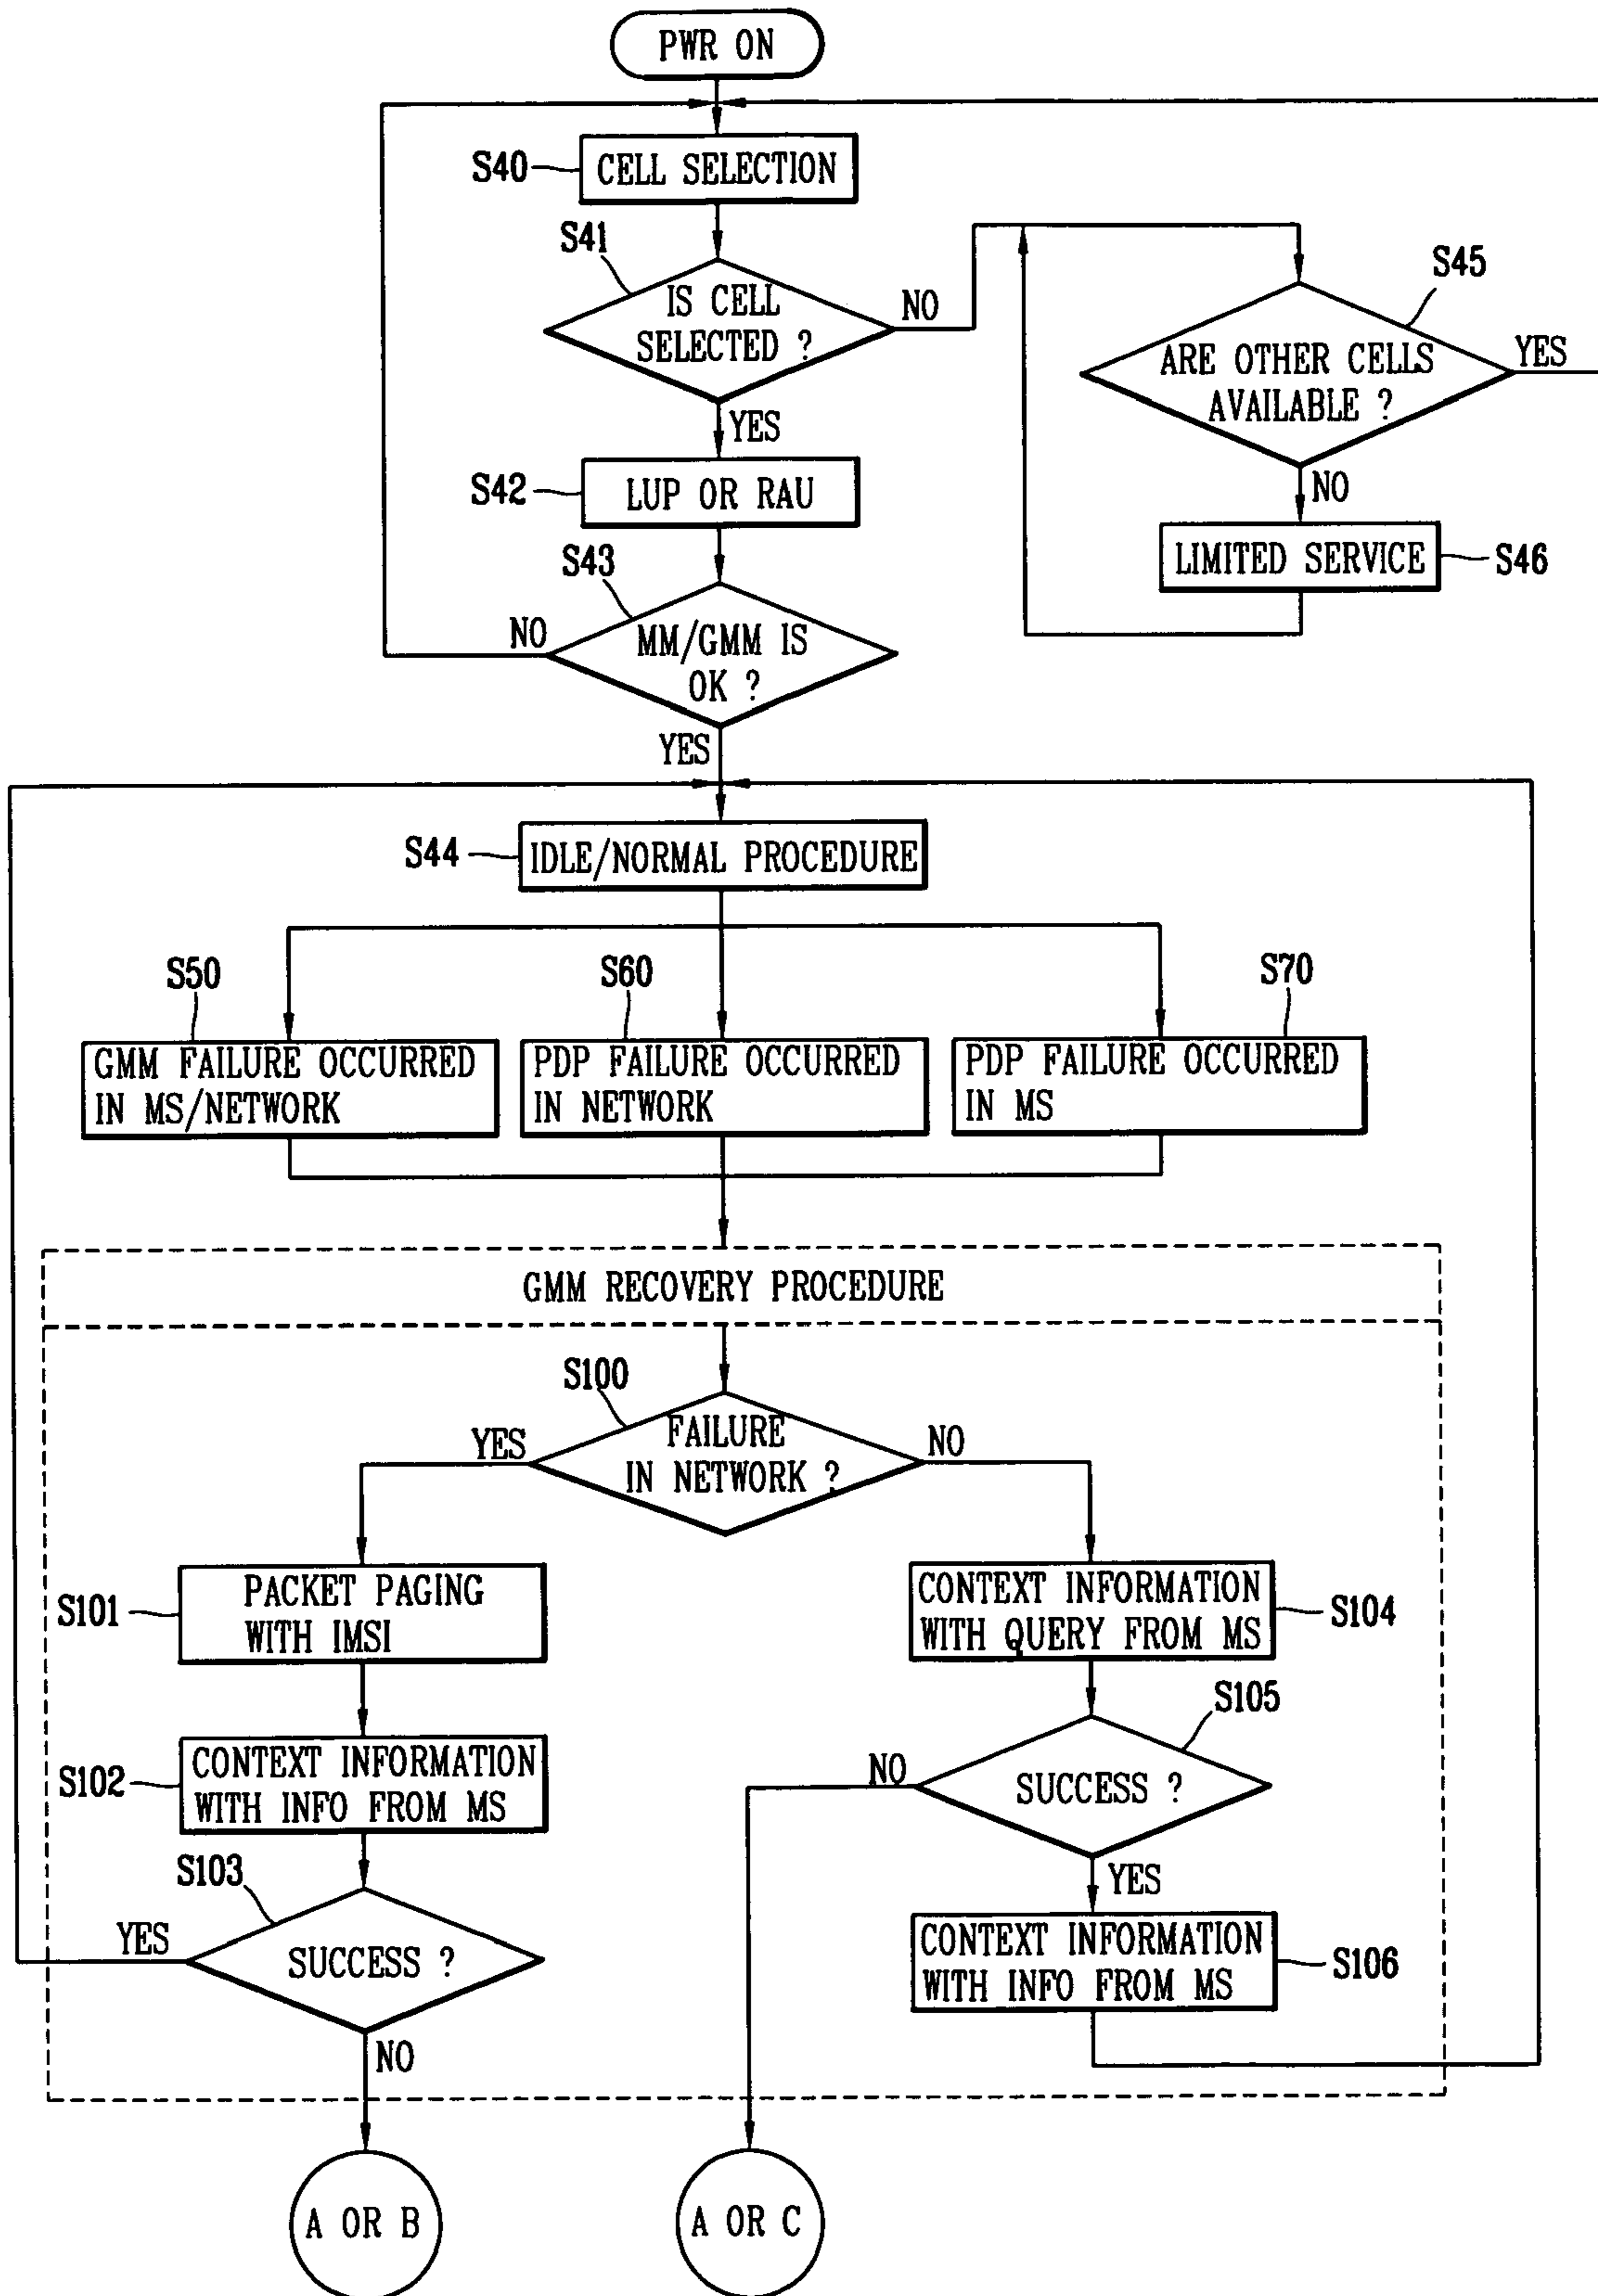 PWR ON
S40
CELL SELECTION
S41
IS CELL
SELECTED ?
NO
YES
S45
ARE OTHER CELLS
AVAILABLE ?
YES
NO
S42
LUP OR RAU
LIMITED SERVICE
S46
S43
MM/GMM IS
OK ?
NO
YES
S44
IDLE/NORMAL PROCEDURE
S50
GMM FAILURE OCCURRED
IN MS/NETWORK
S60
PDP FAILURE OCCURRED
IN NETWORK
S70
PDP FAILURE OCCURRED
IN MS
GMM RECOVERY PROCEDURE
S100
FAILURE
IN NETWORK ?
YES
NO
S101
PACKET PAGING
WITH IMSI
CONTEXT INFORMATION
WITH QUERY FROM MS
S104
S102
CONTEXT INFORMATION
WITH INFO FROM MS
S105
SUCCESS ?
NO
YES
S103
SUCCESS ?
YES
NO
CONTEXT INFORMATION
WITH INFO FROM MS
S106
A OR B
A OR C